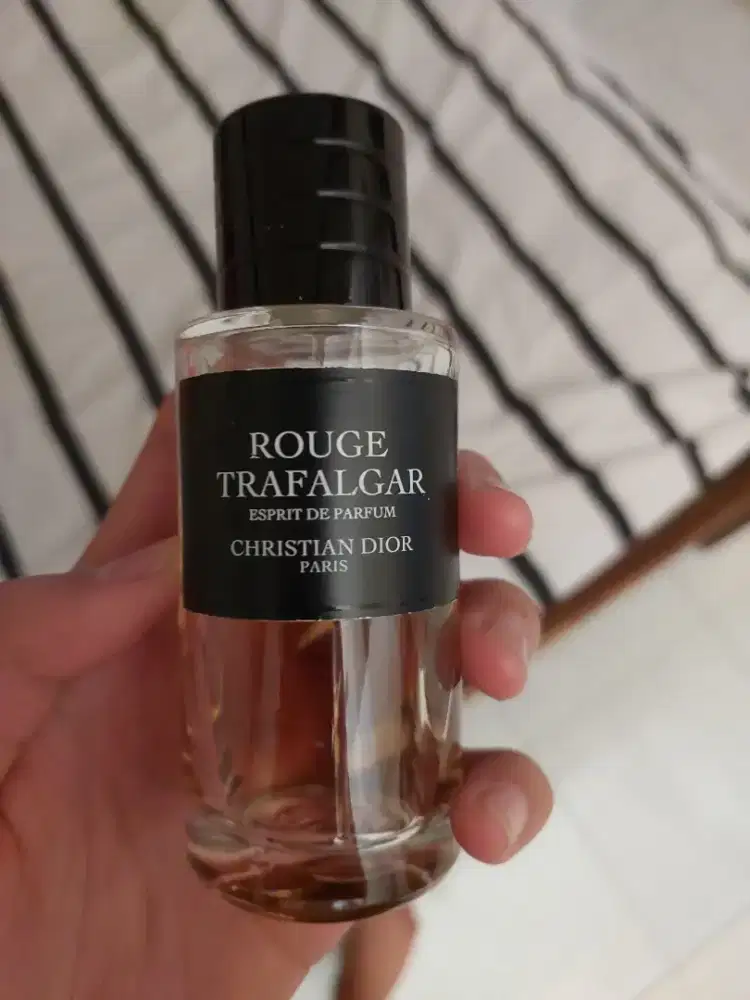 ROUGE
TRAFALGAR
ESPRIT DE PARFUM
CHRISTIAN DIOR
PARIS